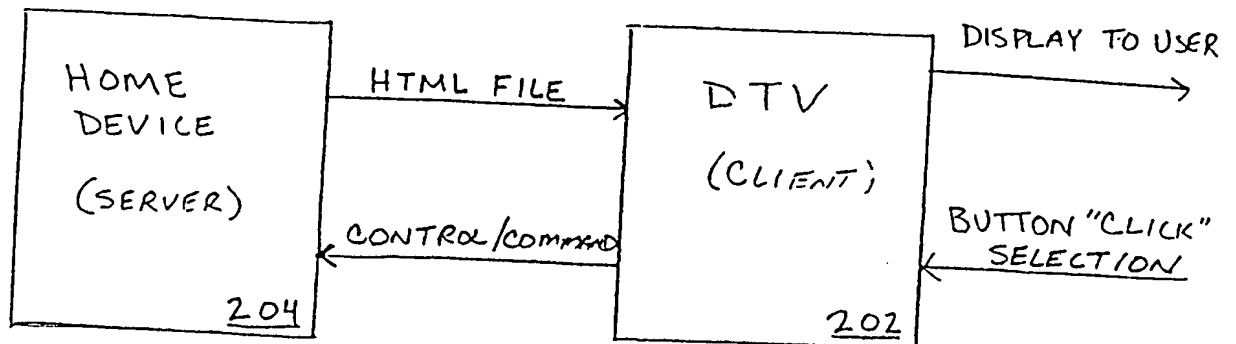 HOME
DEVICE
(SERVER)
204
HTML FILE
CONTROL/COMMAND
DTV
(CLIENT)
202
DISPLAY TO USER
BUTTON "CLICK"
SELECTION